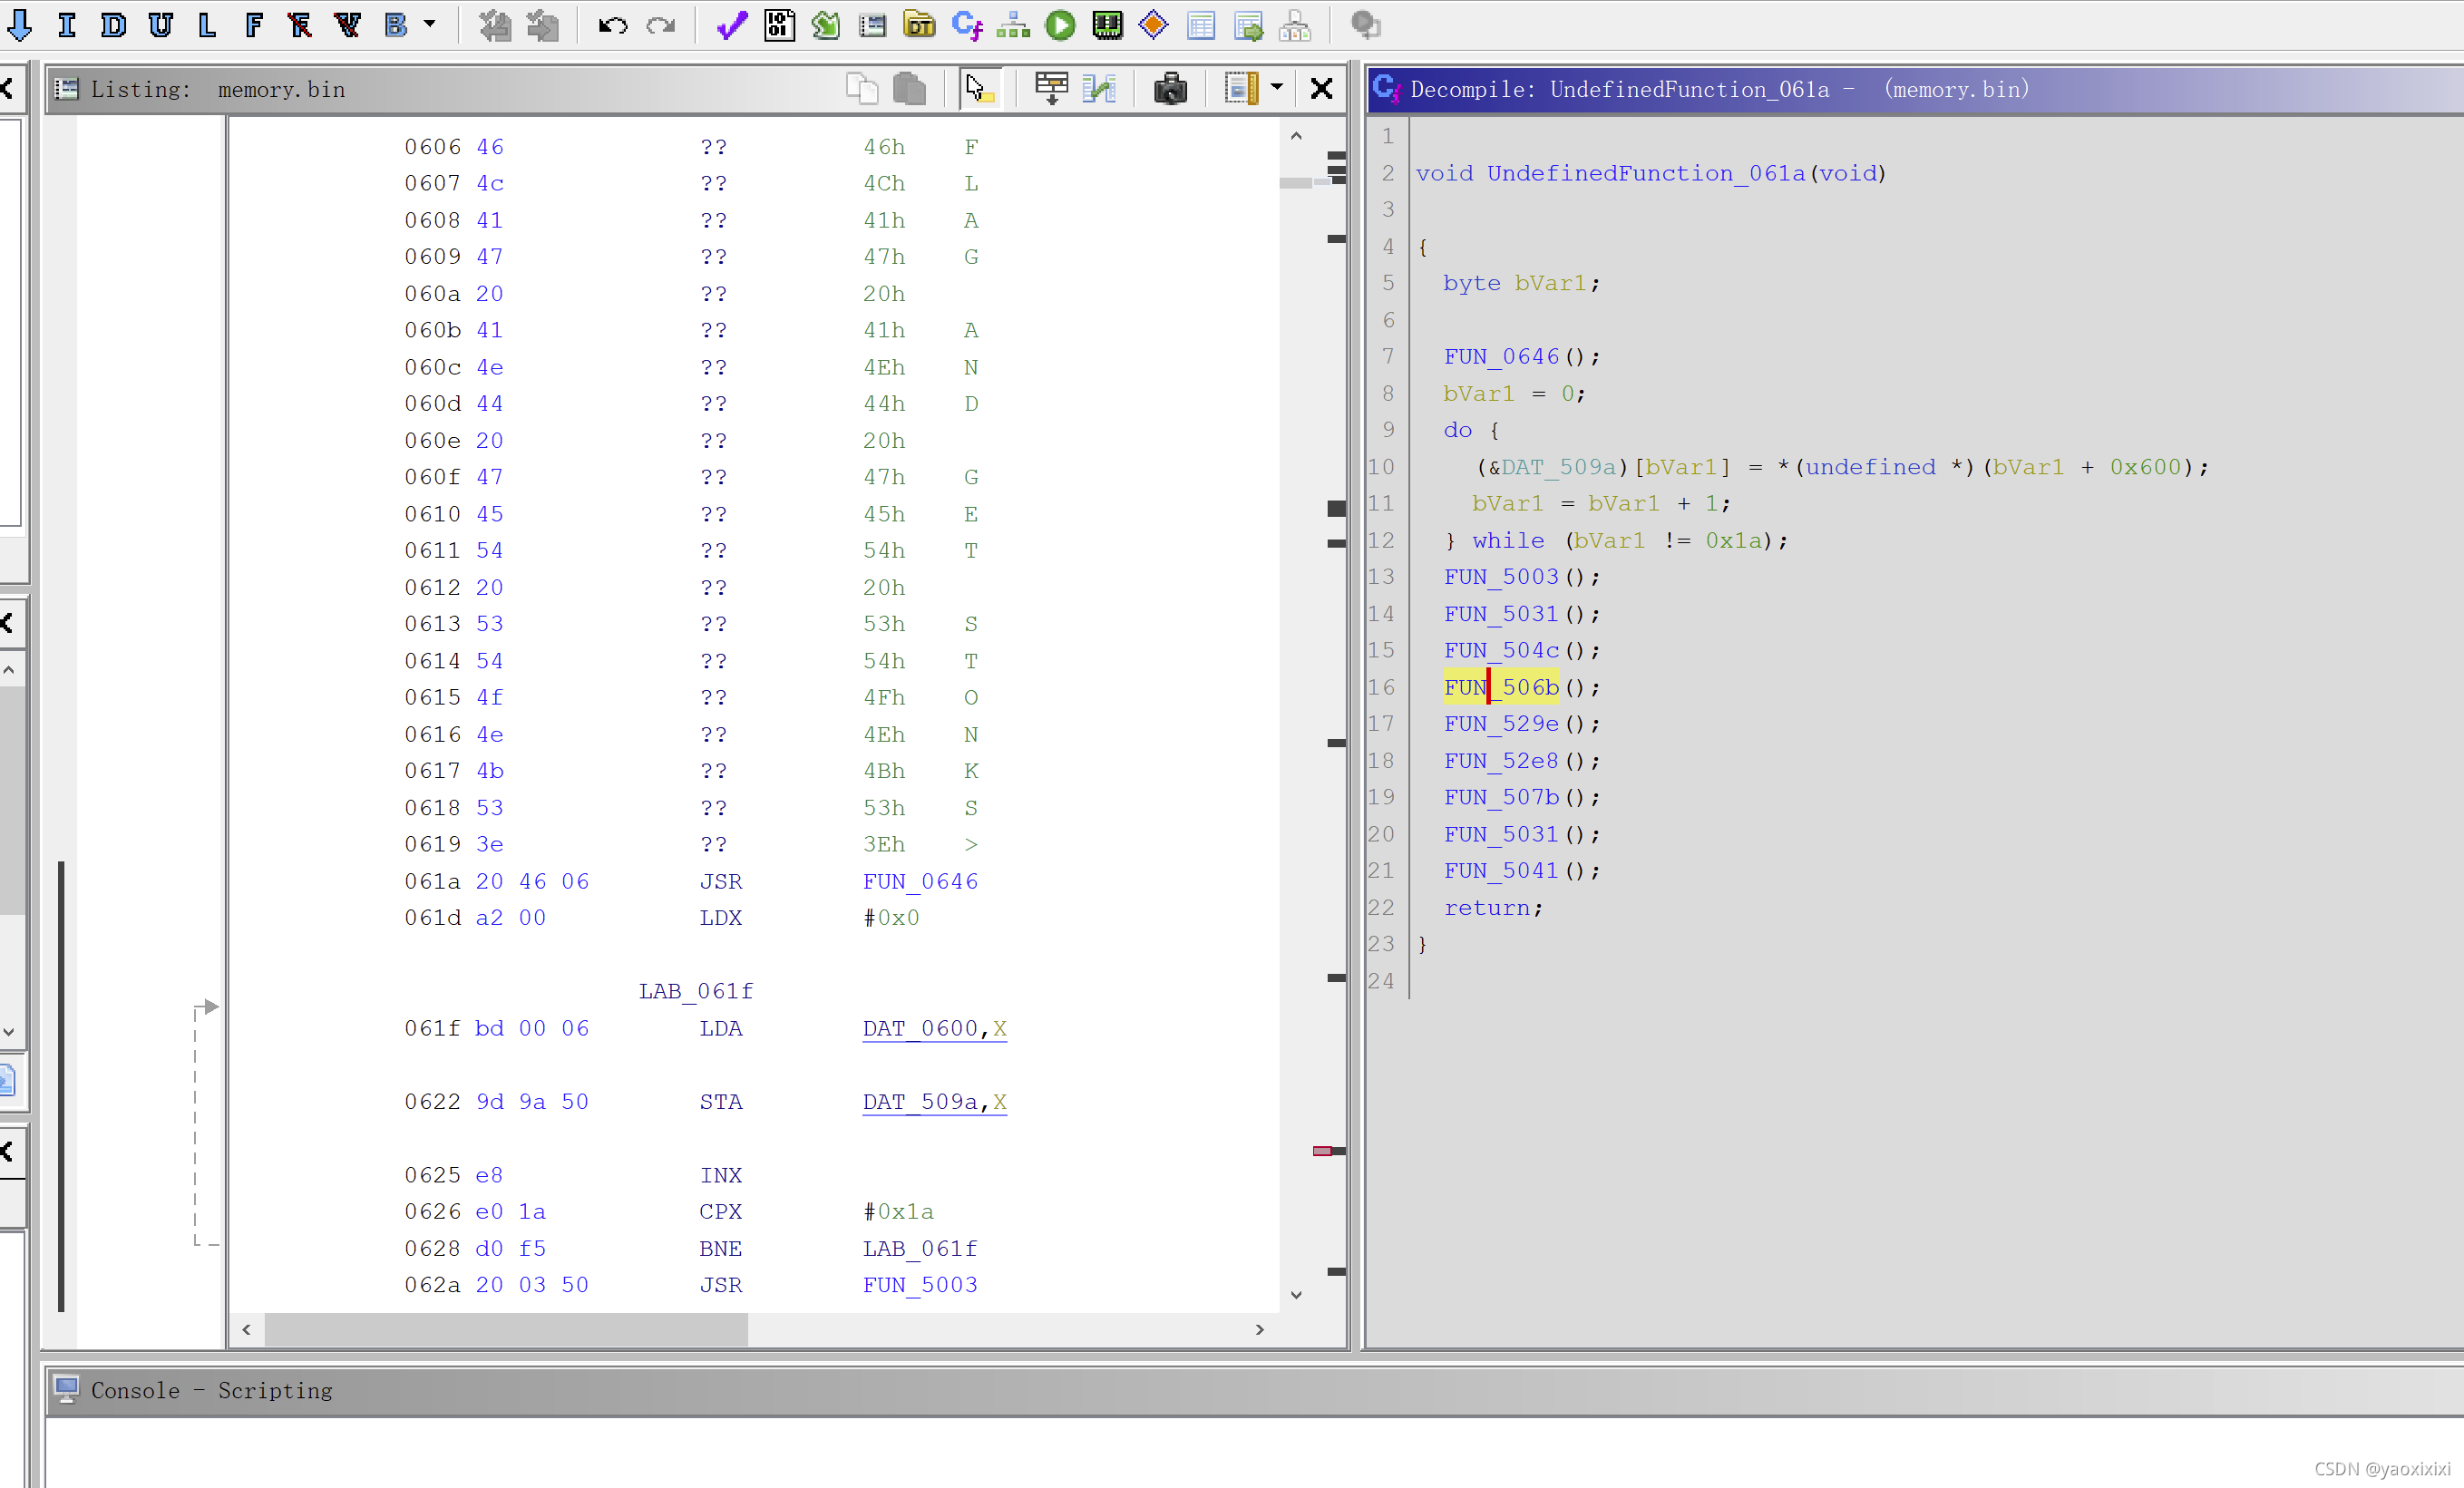 I D U L F F V B
DT
Listing: memory.bin
0606 46 ?? 46h F
0607 4c ?? 4Ch L
0608 41 ?? 41h A
0609 47 ?? 47h G
060a 20 ?? 20h
060b 41 ?? 41h A
060c 4e ?? 4Eh N
060d 44 ?? 44h D
060e 20 ?? 20h
060f 47 ?? 47h G
0610 45 ?? 45h E
0611 54 ?? 54h T
0612 20 ?? 20h
0613 53 ?? 53h S
0614 54 ?? 54h T
0615 4f ?? 4Fh O
0616 4e ?? 4Eh N
0617 4b ?? 4Bh K
0618 53 ?? 53h S
0619 3e ?? 3Eh >
061a 20 46 06 JSR FUN_0646
061d a2 00 LDX #0x0
LAB_061f
061f bd 00 06 LDA DAT_0600,X
0622 9d 9a 50 STA DAT_509a,X
0625 e8 INX
0626 e0 1a CPX #0x1a
0628 d0 f5 BNE LAB_061f
062a 20 03 50 JSR FUN_5003
Decompile: UndefinedFunction_061a - (memory.bin)
1
2 void UndefinedFunction_061a(void)
3
4 {
5 byte bVar1;
6
7 FUN_0646();
8 bVar1 = 0;
9 do {
10 (&DAT_509a)[bVar1] = *(undefined *)(bVar1 + 0x600);
11 bVar1 = bVar1 + 1;
12 } while (bVar1 != 0x1a);
13 FUN_5003();
14 FUN_5031();
15 FUN_504c();
16 FUN_506b();
17 FUN_529e();
18 FUN_52e8();
19 FUN_507b();
20 FUN_5031();
21 FUN_5041();
22 return;
23 }
24
Console - Scripting
CSDN @yaoxixixi